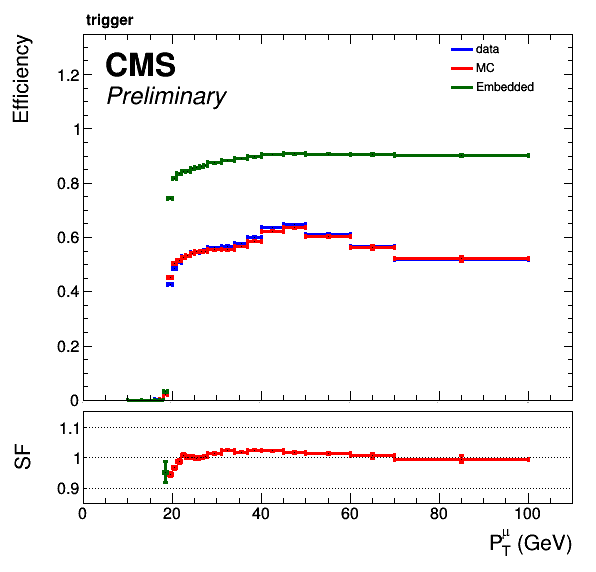 trigger
CMS
Preliminary
data
MC
Embedded
Efficiency
1.2
1
0.8
0.6
0.4
0.2
0
SF
1.1
1
0.9
0 20 40 60 80 100
P_T^μ (GeV)